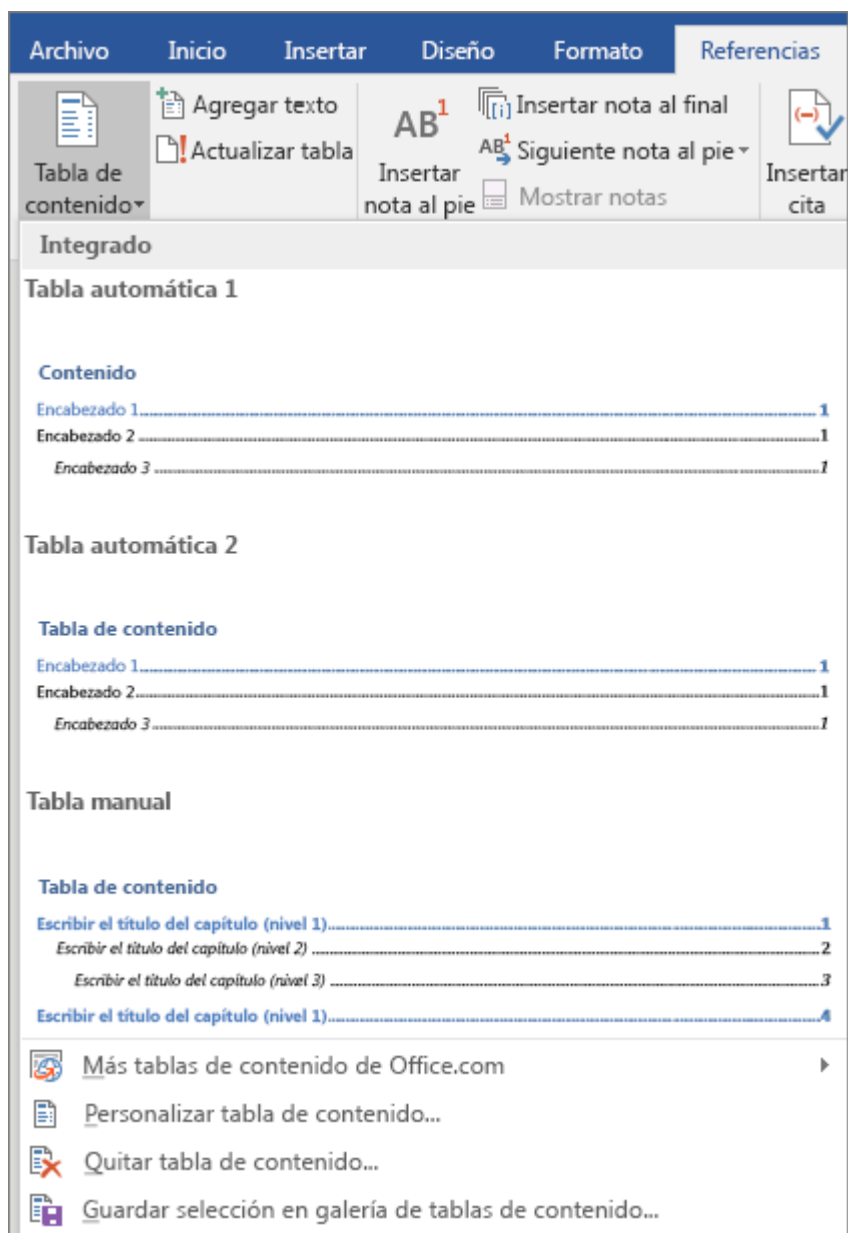 Archivo Inicio Insertar Diseño Formato Referencias
Tabla de
contenido
Agregar texto
Actualizar tabla
AB1
Insertar
nota al pie
[i] Insertar nota al final
AB1 Siguiente nota al pie
Mostrar notas
(-)
Insertar
cita
Integrado
Tabla automática 1
Contenido
Encabezado 1........1
Encabezado 2........1
Encabezado 3........1
Tabla automática 2
Tabla de contenido
Encabezado 1........1
Encabezado 2........1
Encabezado 3........1
Tabla manual
Tabla de contenido
Escribir el título del capítulo (nivel 1)........1
Escribir el título del capítulo (nivel 2)........2
Escribir el título del capítulo (nivel 3)........3
Escribir el título del capítulo (nivel 1)........4
Más tablas de contenido de Office.com
Personalizar tabla de contenido...
Quitar tabla de contenido...
Guardar selección en galería de tablas de contenido...